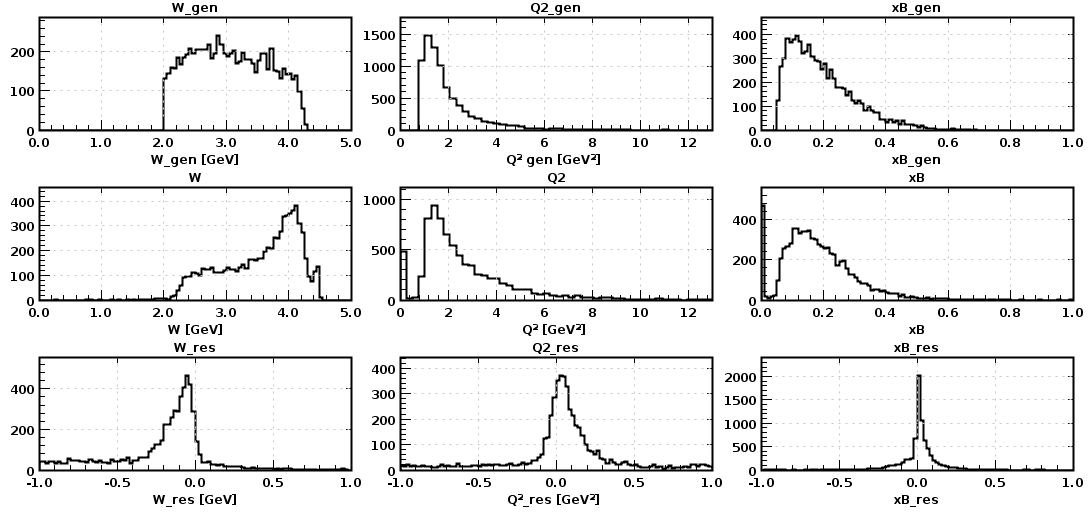 W_gen Q2_gen xB_gen
200 1500 400
100 1000 300
0 500 200
0.0 1.0 2.0 3.0 4.0 5.0 0 100
W_gen [GeV] 2 4 6 8 10 12 0
Q² gen [GeV²] 0.0 0.2 0.4 0.6 0.8 1.0
xB_gen
W Q2 xB
400 1000 400
300 500 200
200 0 0
100 2 4 6 8 10 12 0.0 0.2 0.4 0.6 0.8 1.0
0 Q² [GeV²] xB
0.0 1.0 2.0 3.0 4.0 5.0
W [GeV]
W_res Q2_res xB_res
400 400 2000
200 300 1500
0 200 1000
-1.0 -0.5 0.0 0.5 1.0 100 500
W_res [GeV] 0 0
-1.0 -0.5 0.0 0.5 1.0 -1.0 -0.5 0.0 0.5 1.0
Q²_res [GeV²] xB_res